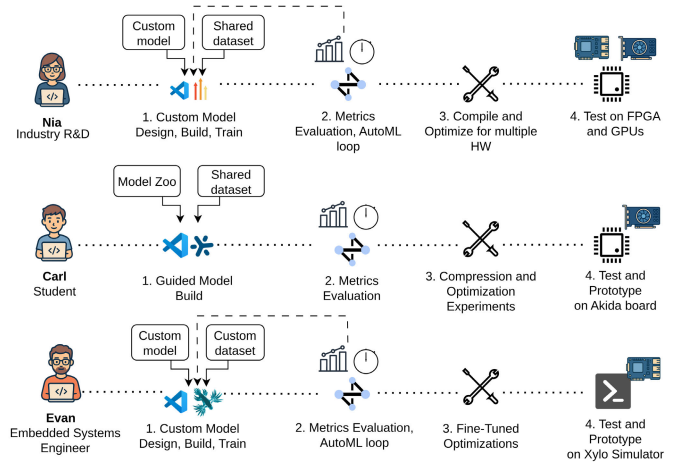 Custom
model
Shared
dataset
Nia
Industry R&D
1. Custom Model
Design, Build, Train
2. Metrics
Evaluation, AutoML
loop
3. Compile and
Optimize for multiple
HW
4. Test on FPGA
and GPUs
Model Zoo
Shared
dataset
Carl
Student
1. Guided Model
Build
2. Metrics
Evaluation
3. Compression and
Optimization
Experiments
4. Test and
Prototype
on Akida board
Custom
model
Custom
dataset
Evan
Embedded Systems
Engineer
1. Custom Model
Design, Build, Train
2. Metrics Evaluation,
AutoML loop
3. Fine-Tuned
Optimizations
4. Test and
Prototype
on Xylo Simulator